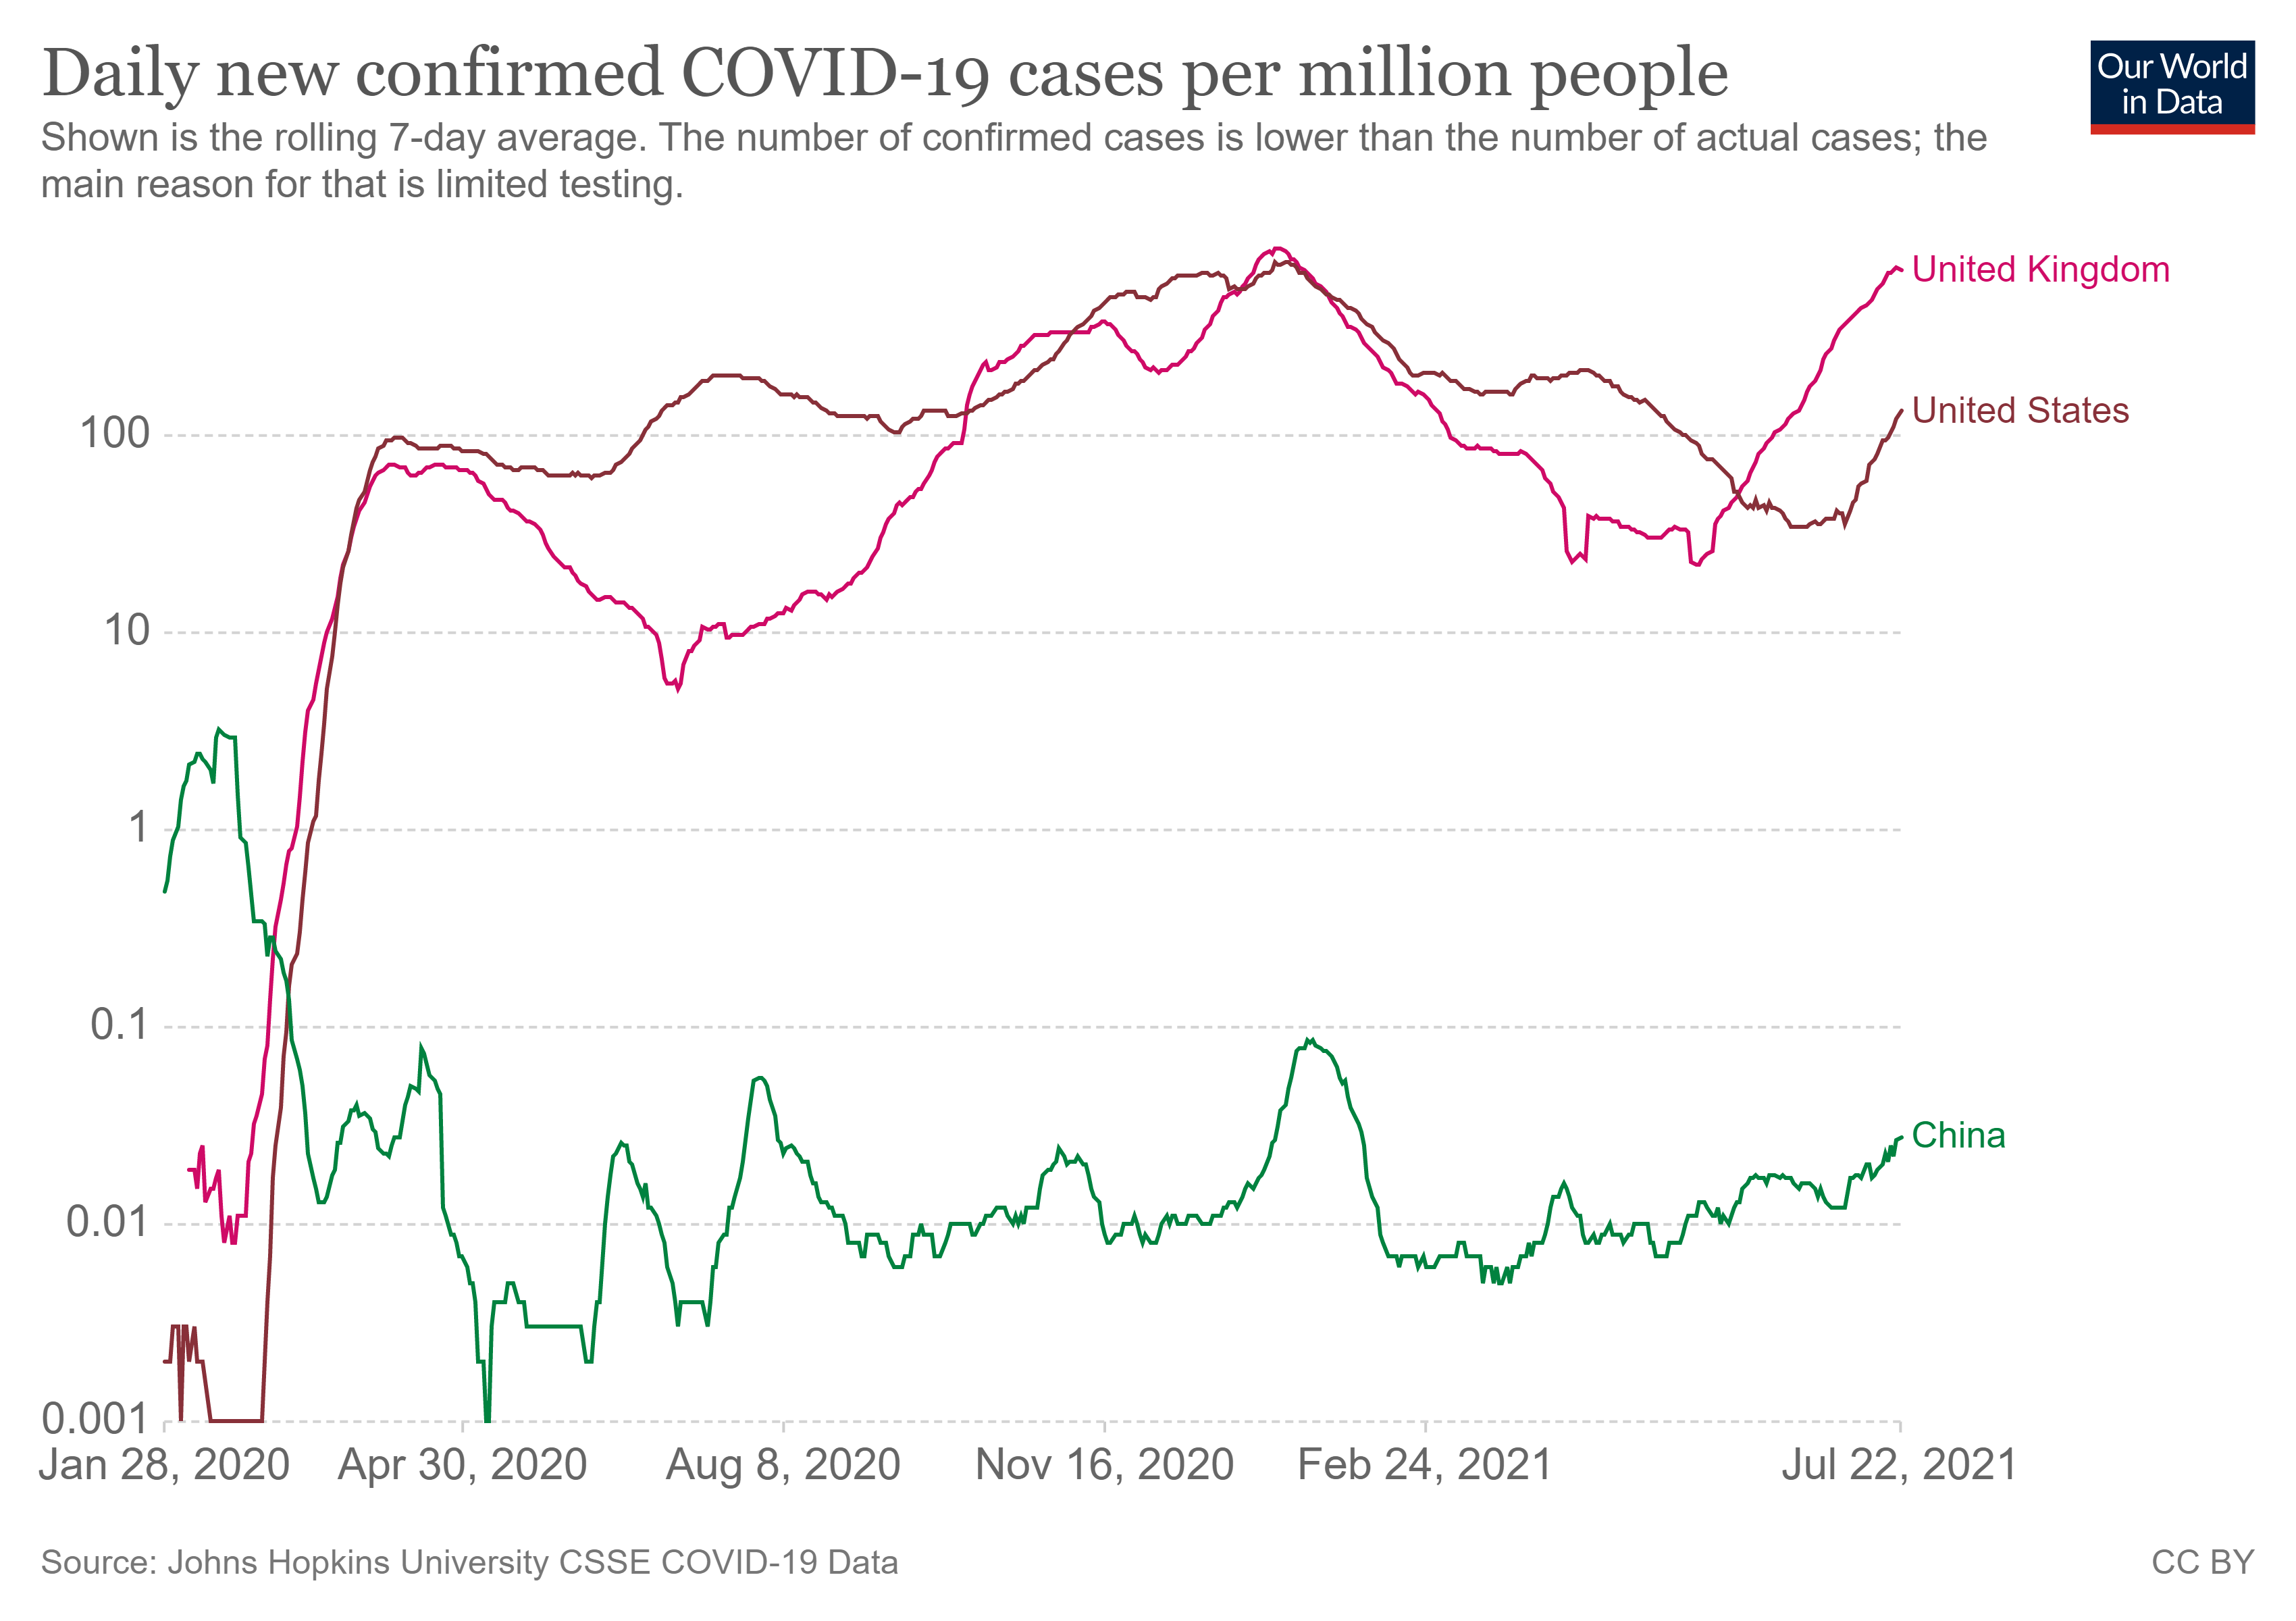 Daily new confirmed COVID-19 cases per million people
Our World
in Data
Shown is the rolling 7-day average. The number of confirmed cases is lower than the number of actual cases; the
main reason for that is limited testing.
United Kingdom
United States
100
10
1
0.1
China
0.01
0.001
Jan 28, 2020
Apr 30, 2020
Aug 8, 2020
Nov 16, 2020
Feb 24, 2021
Jul 22, 2021
Source: Johns Hopkins University CSSE COVID-19 Data
CC BY